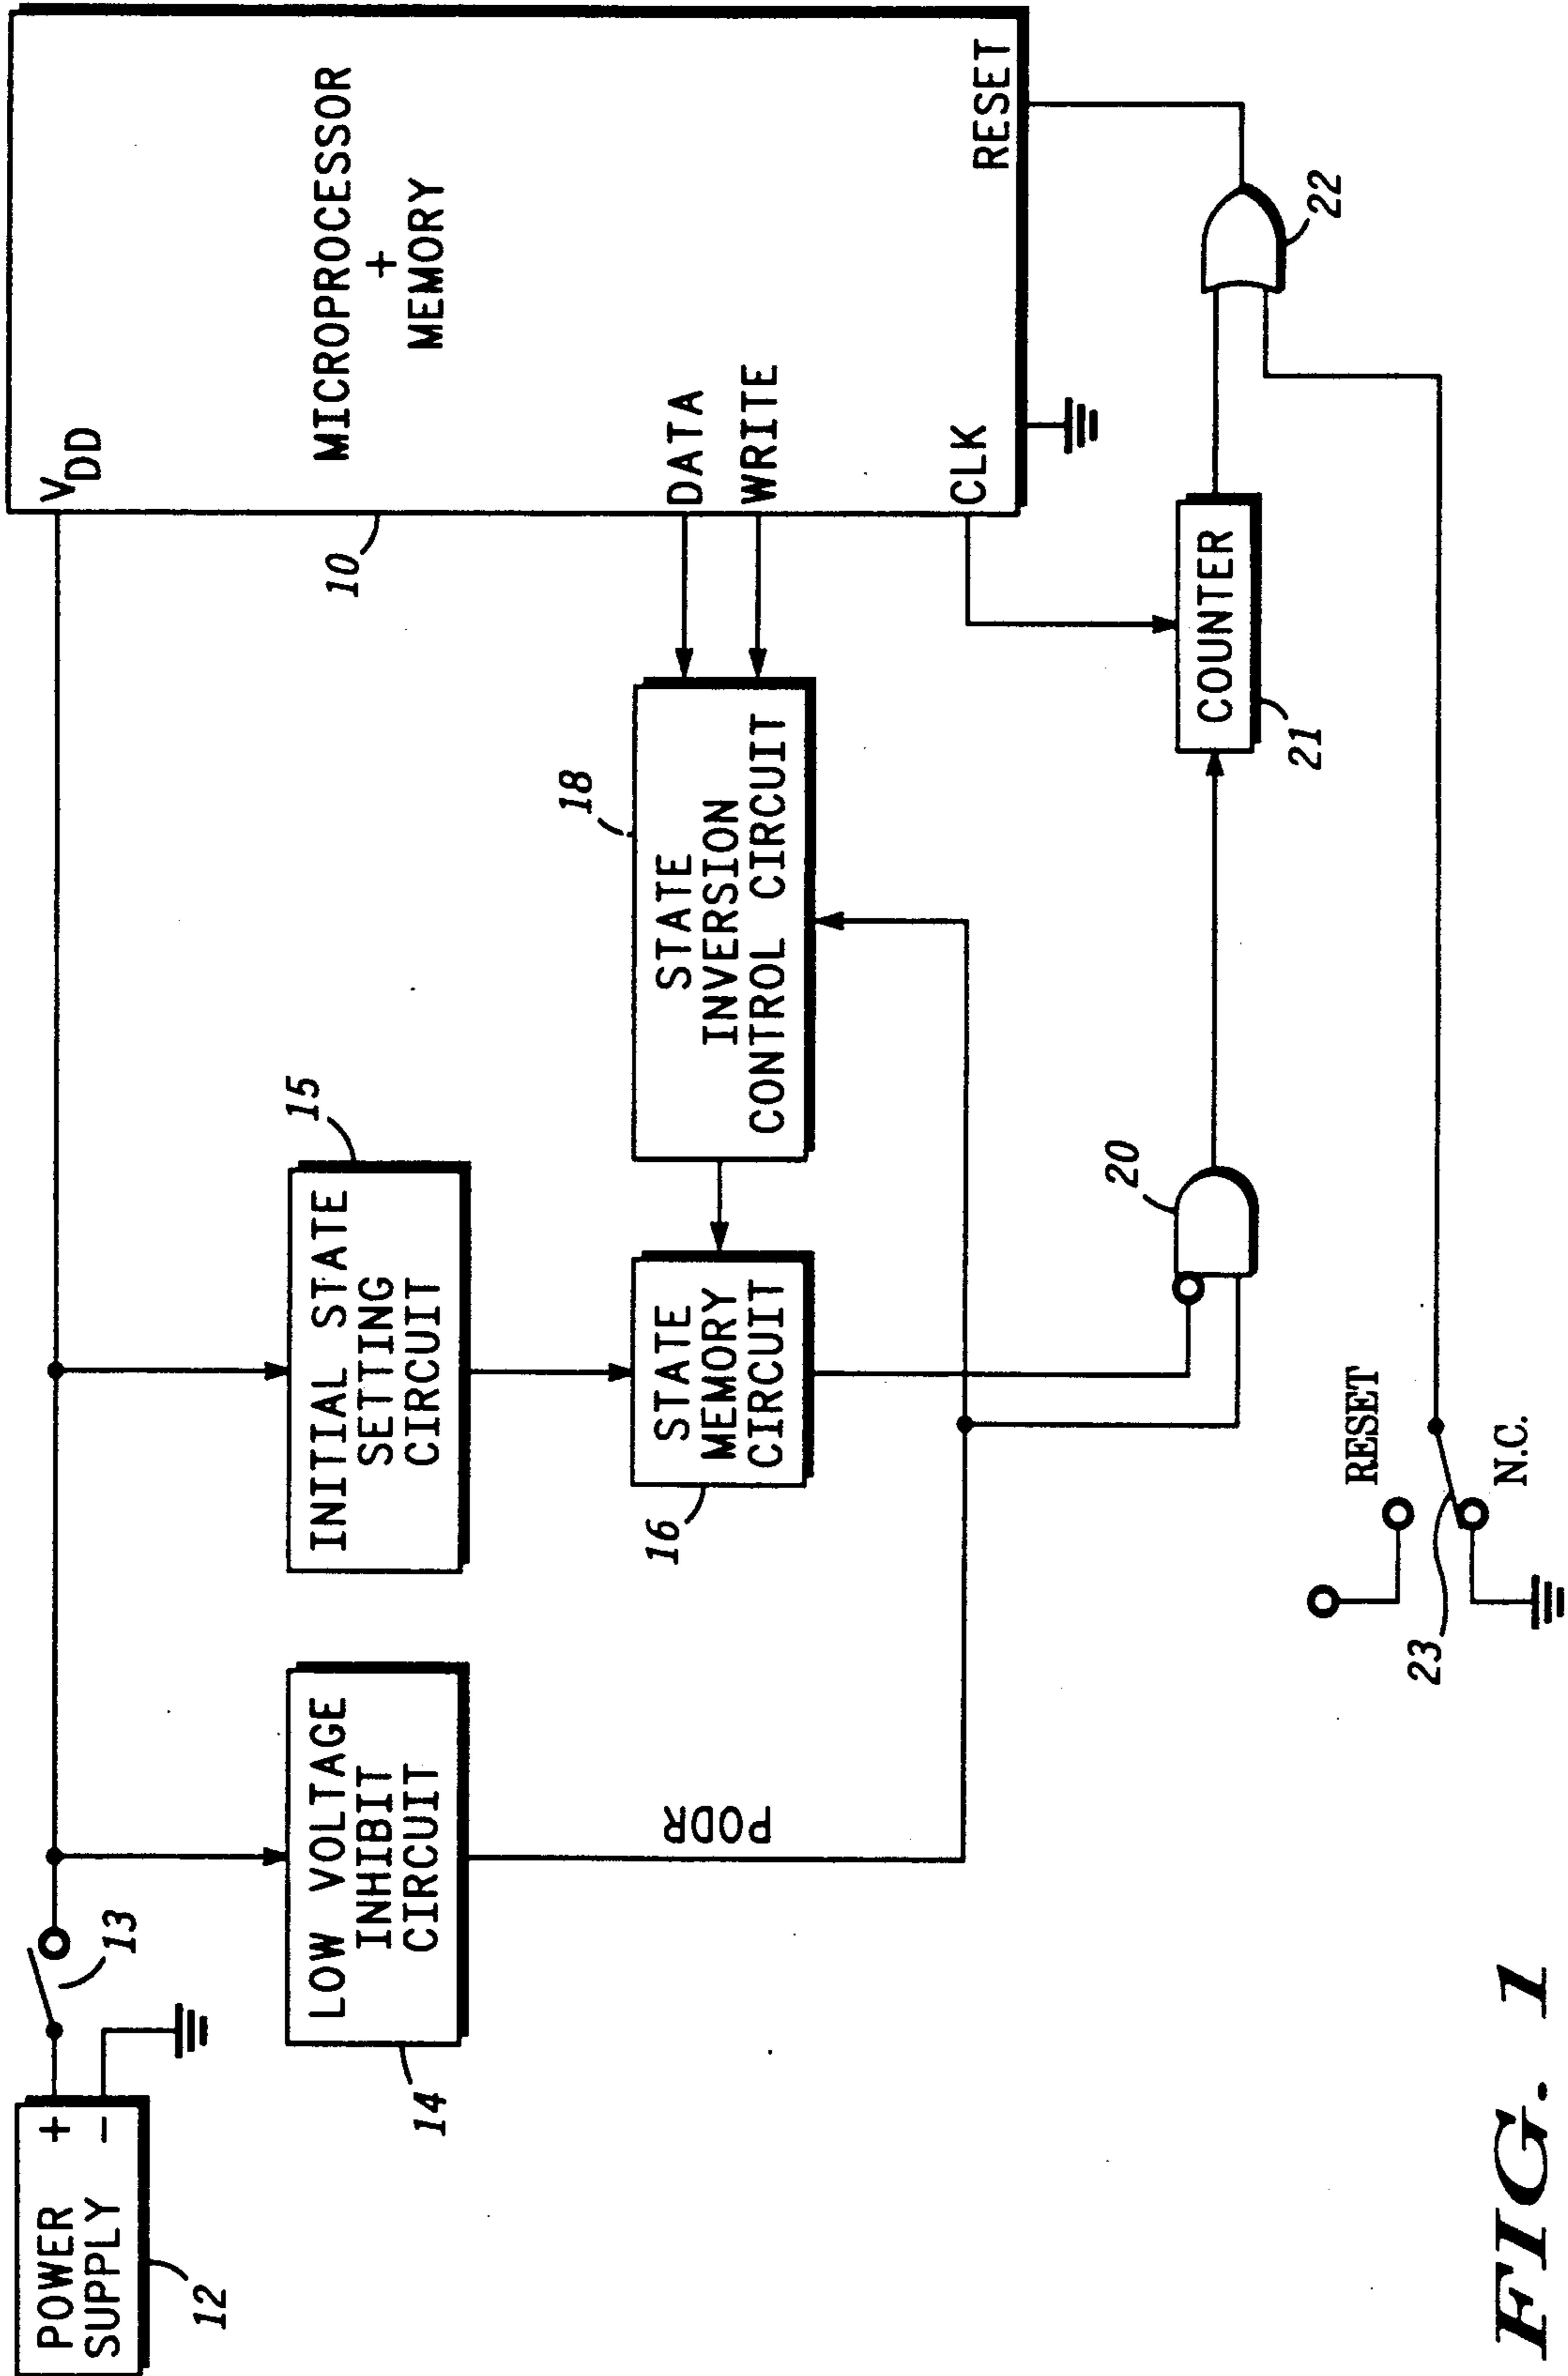 POWER
SUPPLY
+
−
12
13
LOW VOLTAGE
INHIBIT
CIRCUIT
14
PODR
INITIAL STATE
SETTING
CIRCUIT
15
STATE
MEMORY
CIRCUIT
16
STATE
INVERSION
CONTROL CIRCUIT
18
VDD
MICROPROCESSOR
+
MEMORY
10
DATA
WRITE
CLK
RESET
20
COUNTER
21
22
RESET
N.C.
23
FIG. 1